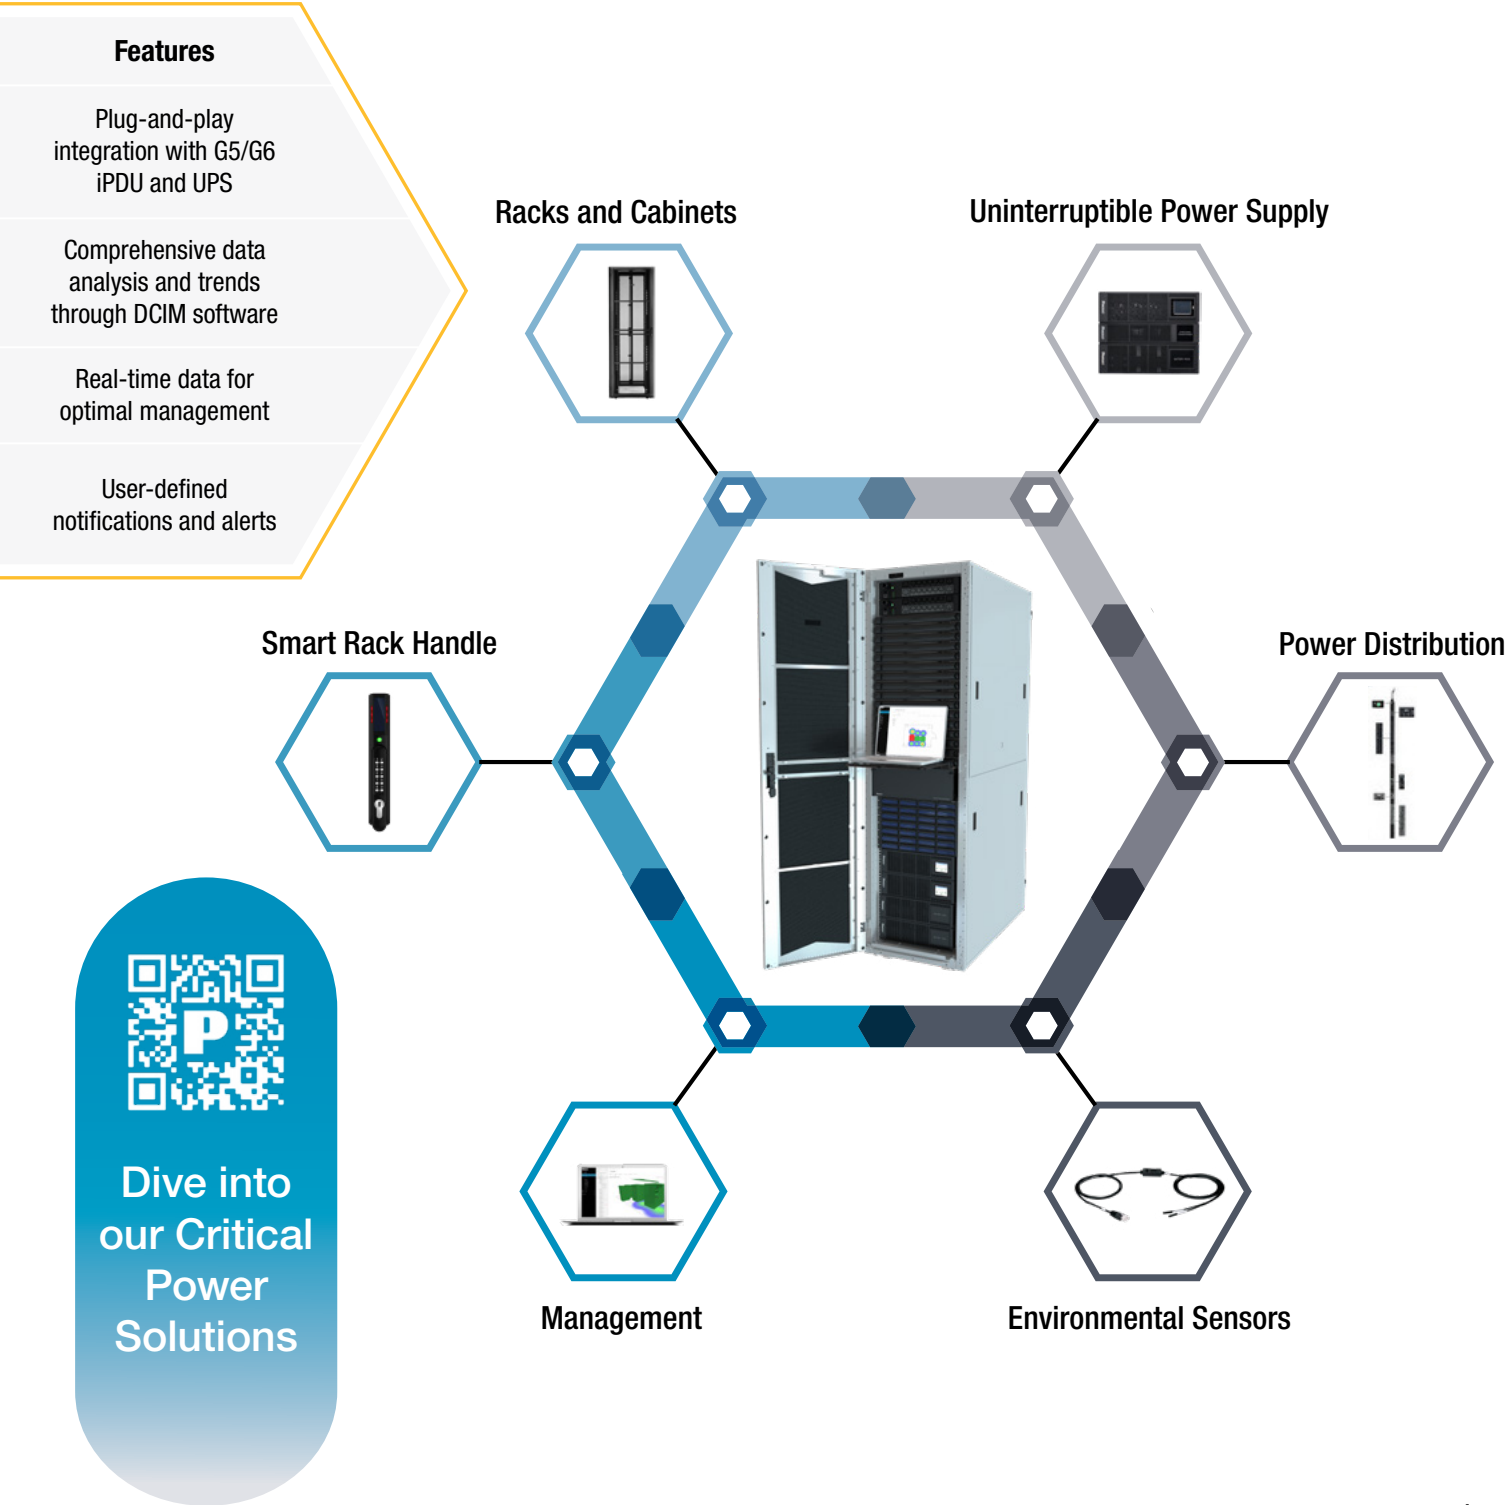 Features
Plug-and-play
integration with G5/G6
iPDU and UPS
Comprehensive data
analysis and trends
through DCIM software
Real-time data for
optimal management
User-defined
notifications and alerts
Racks and Cabinets
Uninterruptible Power Supply
Smart Rack Handle
Power Distribution
Management
Environmental Sensors
P
Dive into
our Critical
Power
Solutions